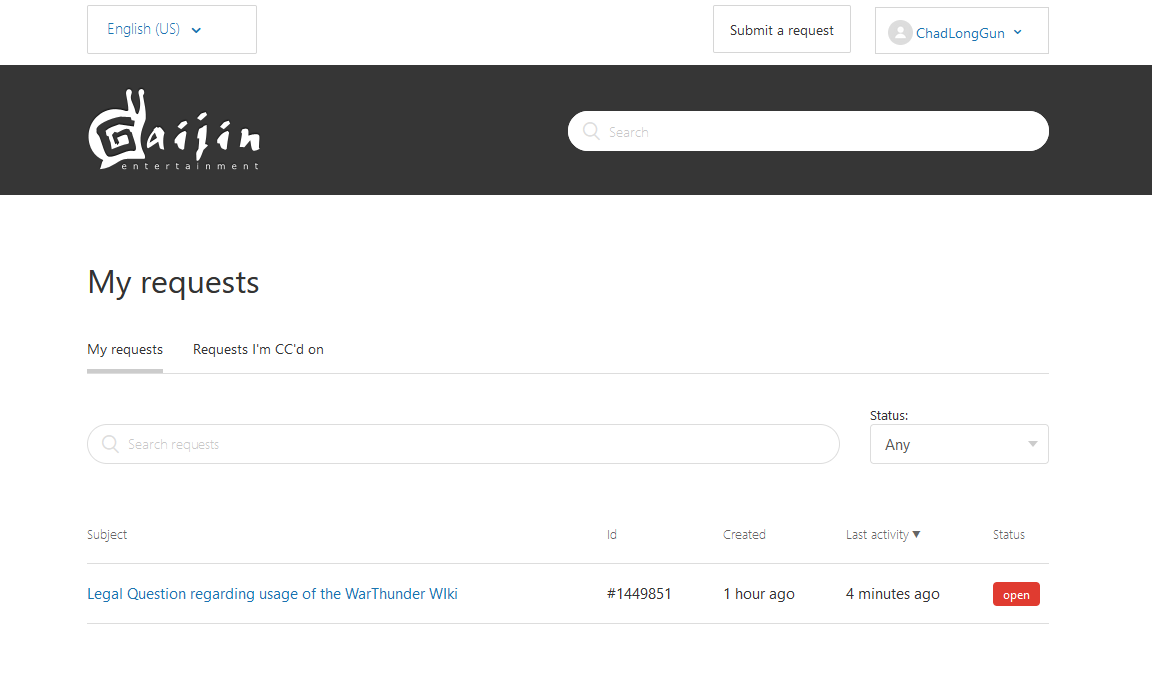 English (US)
Submit a request
ChadLongGun
Gaijin
entertainment
Search
My requests
My requests Requests I'm CC'd on
Status:
Search requests
Any
Subject Id Created Last activity ▼ Status
Legal Question regarding usage of the WarThunder WIki #1449851 1 hour ago 4 minutes ago open